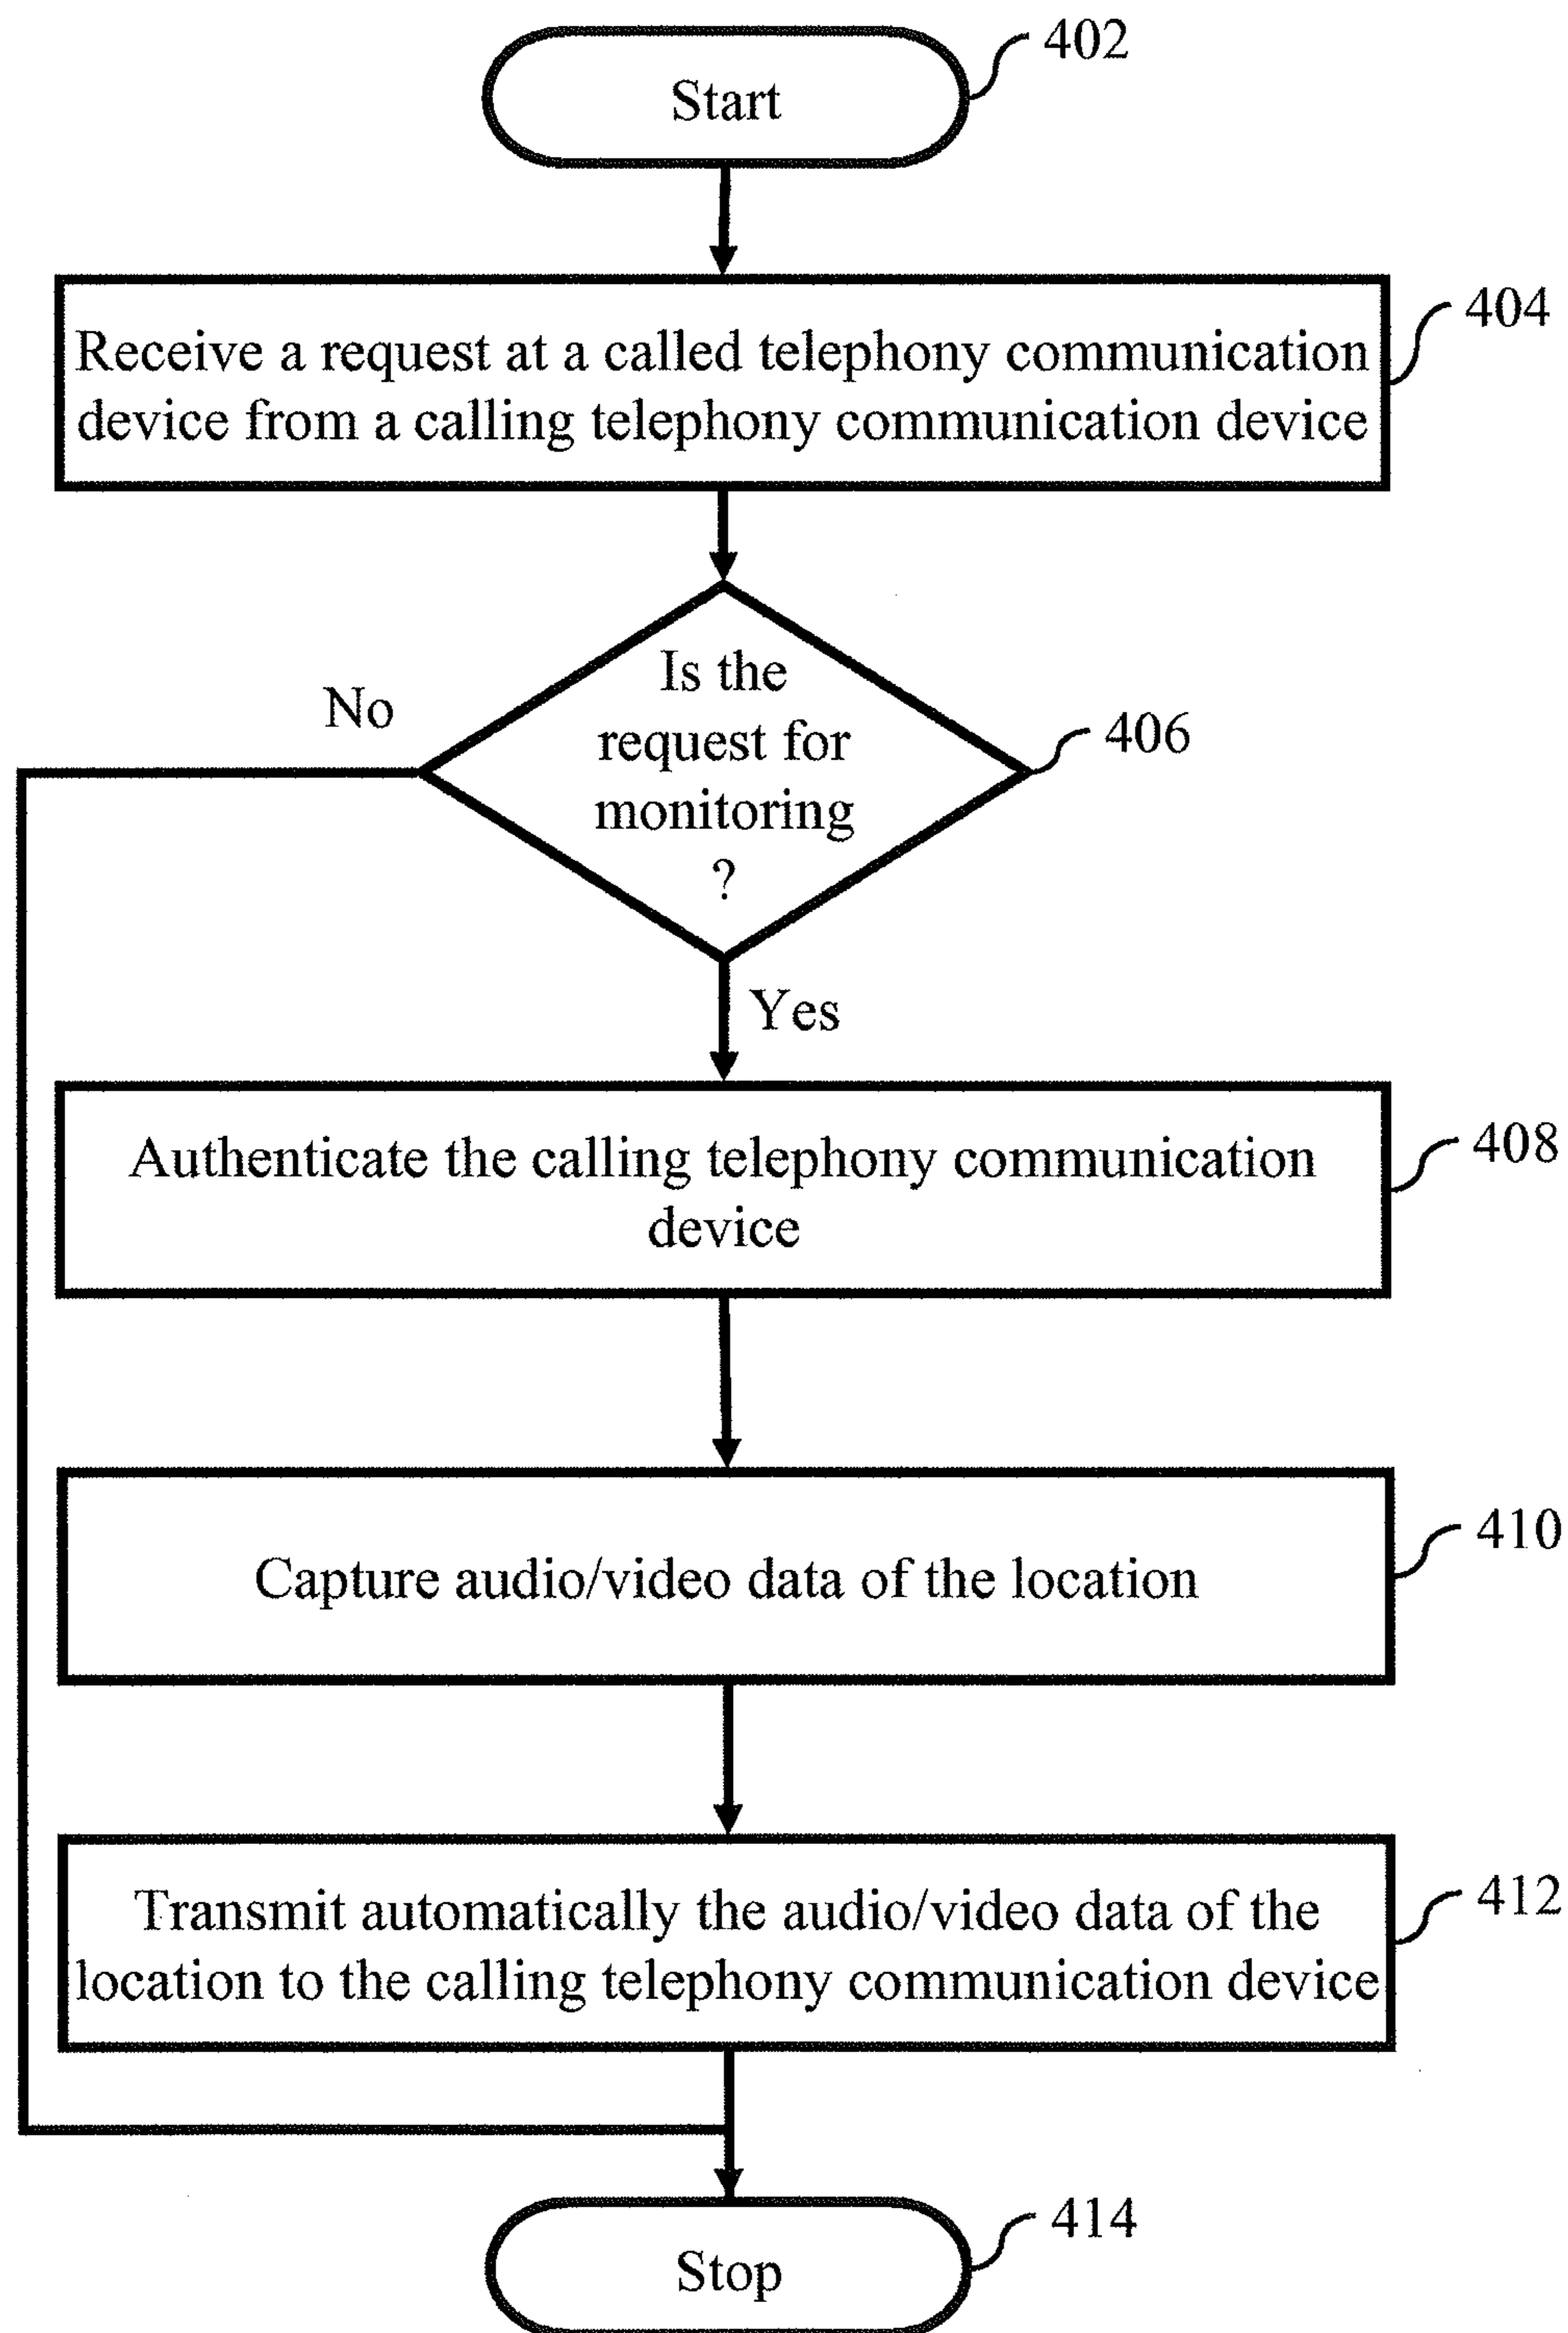 402
Start
404
Receive a request at a called telephony communication
device from a calling telephony communication device
Is the
request for
monitoring
?
406
No
Yes
408
Authenticate the calling telephony communication
device
410
Capture audio/video data of the location
412
Transmit automatically the audio/video data of the
location to the calling telephony communication device
414
Stop